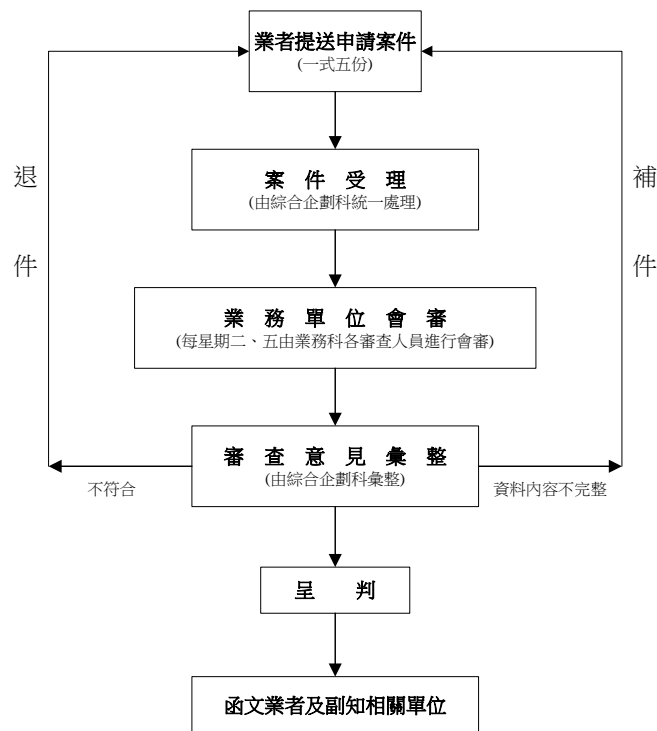 業者提送申請案件
(一式五份)
退件
補件
案件受理
(由綜合企劃科統一處理)
業務單位會審
(每星期二、五由業務科各審查人員進行會審)
審查意見彙整
(由綜合企劃科彙整)
不符合
資料內容不完整
呈判
函文業者及副知相關單位